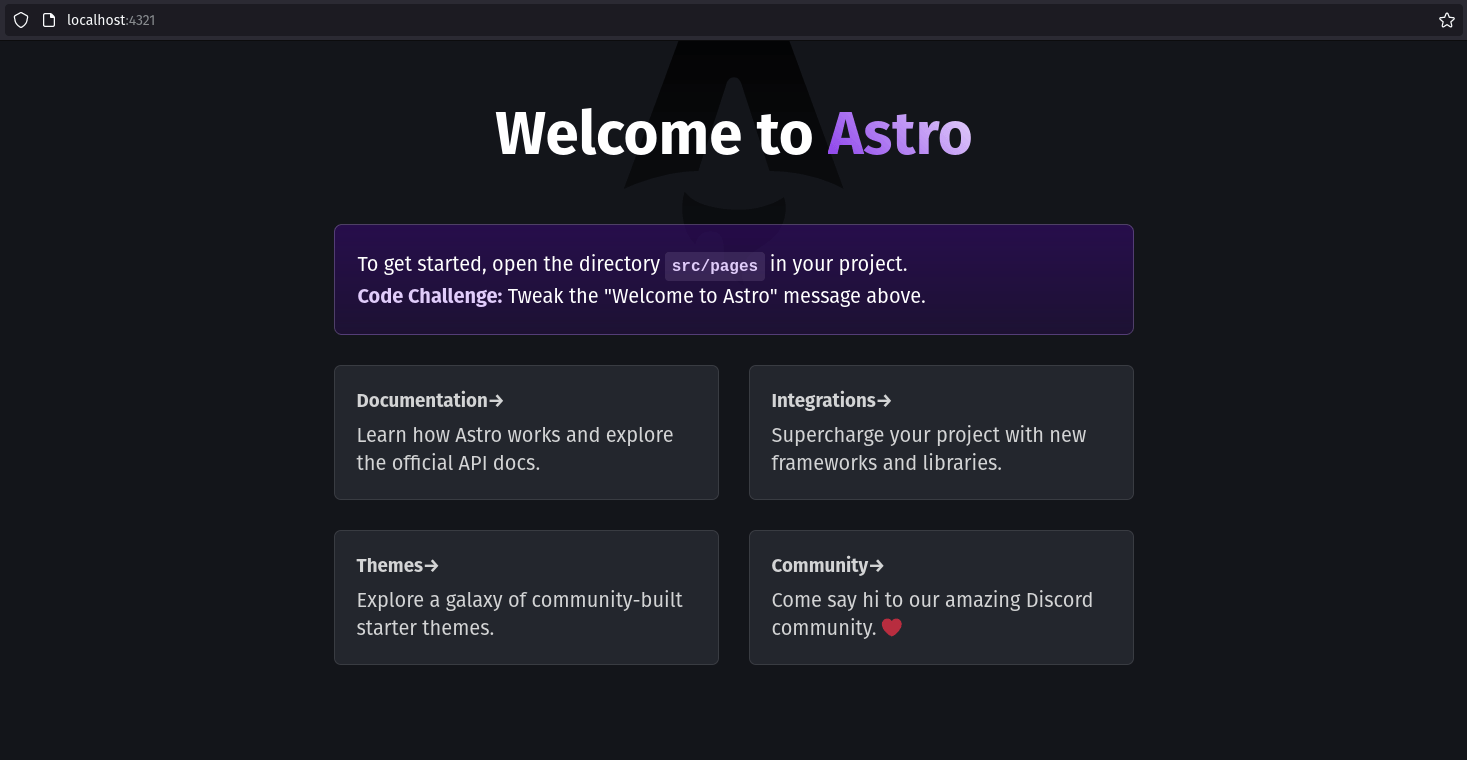 localhost:4321
Welcome to Astro
To get started, open the directory src/pages in your project.
Code Challenge: Tweak the "Welcome to Astro" message above.
Documentation→
Learn how Astro works and explore
the official API docs.
Integrations→
Supercharge your project with new
frameworks and libraries.
Themes→
Explore a galaxy of community-built
starter themes.
Community→
Come say hi to our amazing Discord
community. ❤️